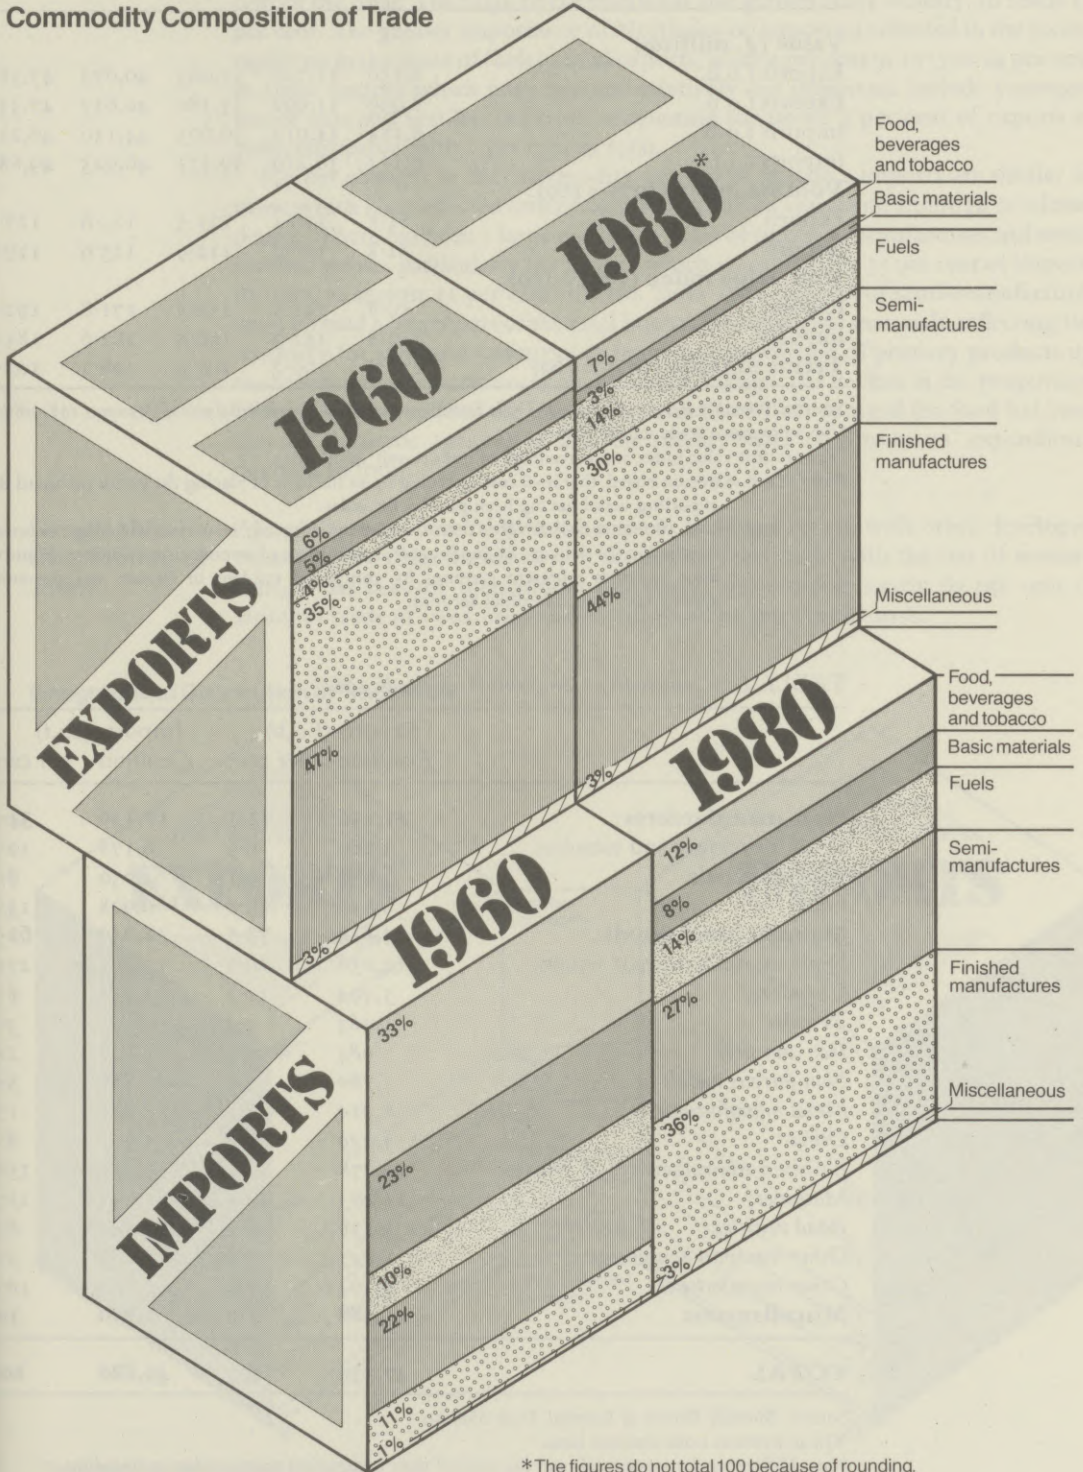 Commodity Composition of Trade
1980*
1960
EXPORTS
Food,
beverages
and tobacco
Basic materials
Fuels
Semi-
manufactures
Finished
manufactures
Miscellaneous
7%
3%
14%
30%
44%
3%
6%
5%
4%
35%
47%
3%
1980
1960
IMPORTS
Food,
beverages
and tobacco
Basic materials
Fuels
Semi-
manufactures
Finished
manufactures
Miscellaneous
12%
8%
14%
27%
36%
3%
33%
23%
10%
22%
11%
1%
*The figures do not total 100 because of rounding.